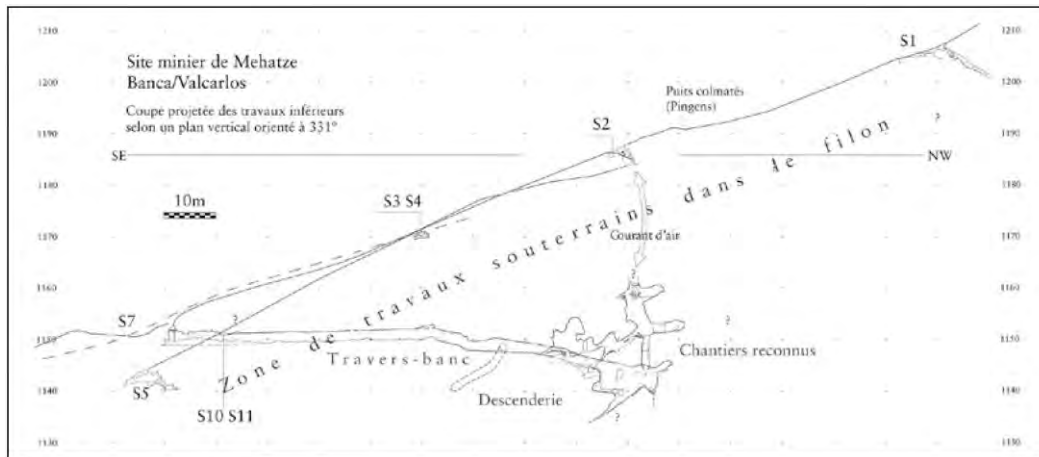 1210
1200
1190
1180
1170
1160
1150
1140
1130
Site minier de Mehatze
Banca/Valcarlos
Coupe projetée des travaux inférieurs
selon un plan vertical orienté à 331°
SE
NW
10m
S1
Puits colmatés
(Pingens)
S2
S3 S4
Courant d'air
Zone de travaux souterrains dans le filon
?
?
?
?
?
S7
Travers-banc
Chantiers reconnus
Descenderie
S5
S10 S11
1210
1200
1190
1180
1170
1160
1150
1140
1130